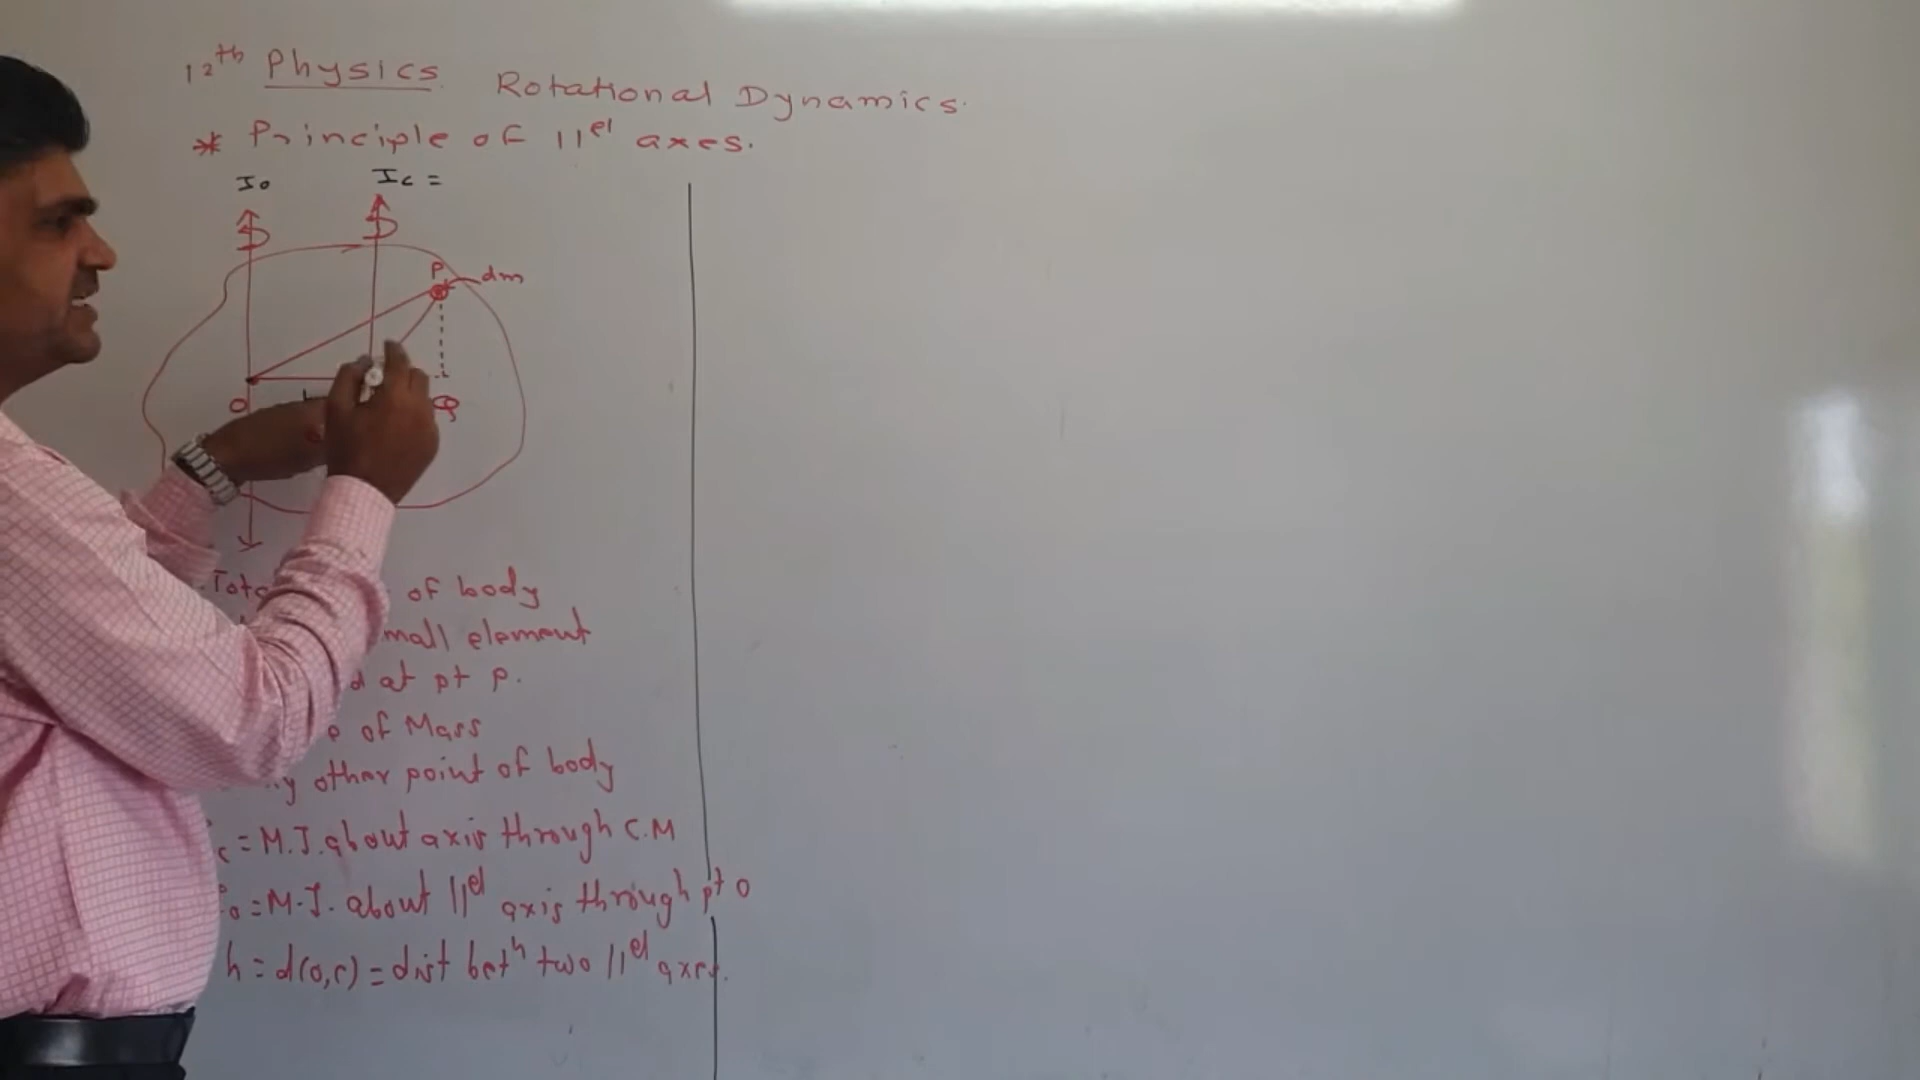 12th Physics. Rotational Dynamics.
* Principle of 11el axes.
Io
Ic =
P
dm
O
Q
of body
mall element
at pt P.
of Mass
other point of body
c = M.I. about axis through C.M
o = M.I. about 11el axis through pt O
h = d(o,c) = dist betn two 11el axes.